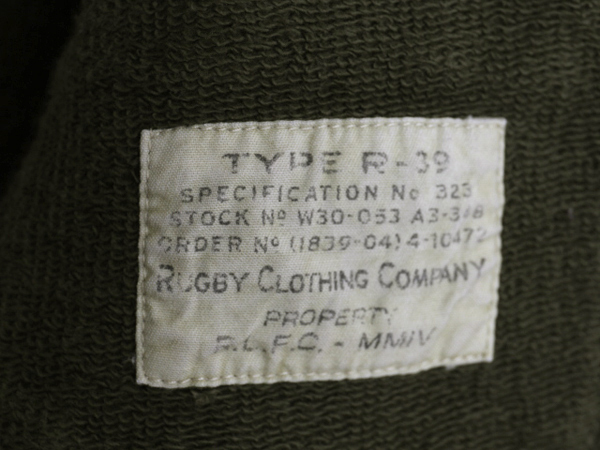 TYPE R-39
SPECIFICATION No 323
STOCK Nº W30-053 A3-318
ORDER Nº (1839-04) 4-10472
RUGBY CLOTHING COMPANY
PROPERTY
R.L.F.C. - MMIV